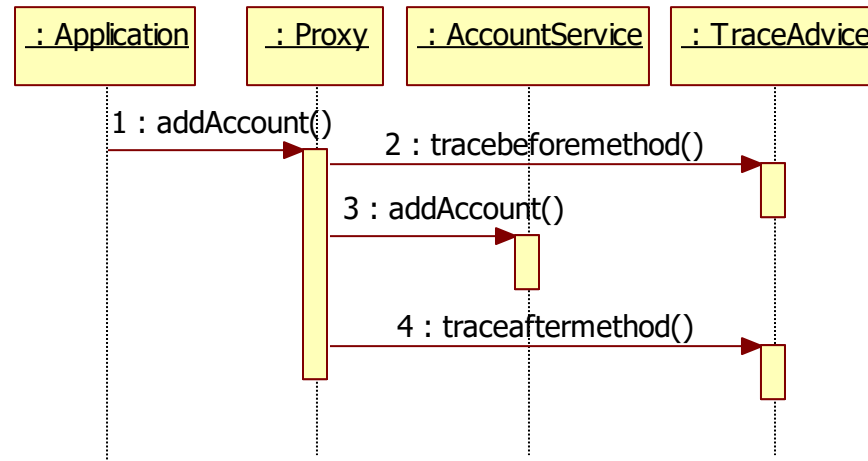 : Application
: Proxy
: AccountService
: TraceAdvice
1 : addAccount()
2 : tracebeforemethod()
3 : addAccount()
4 : traceaftermethod()